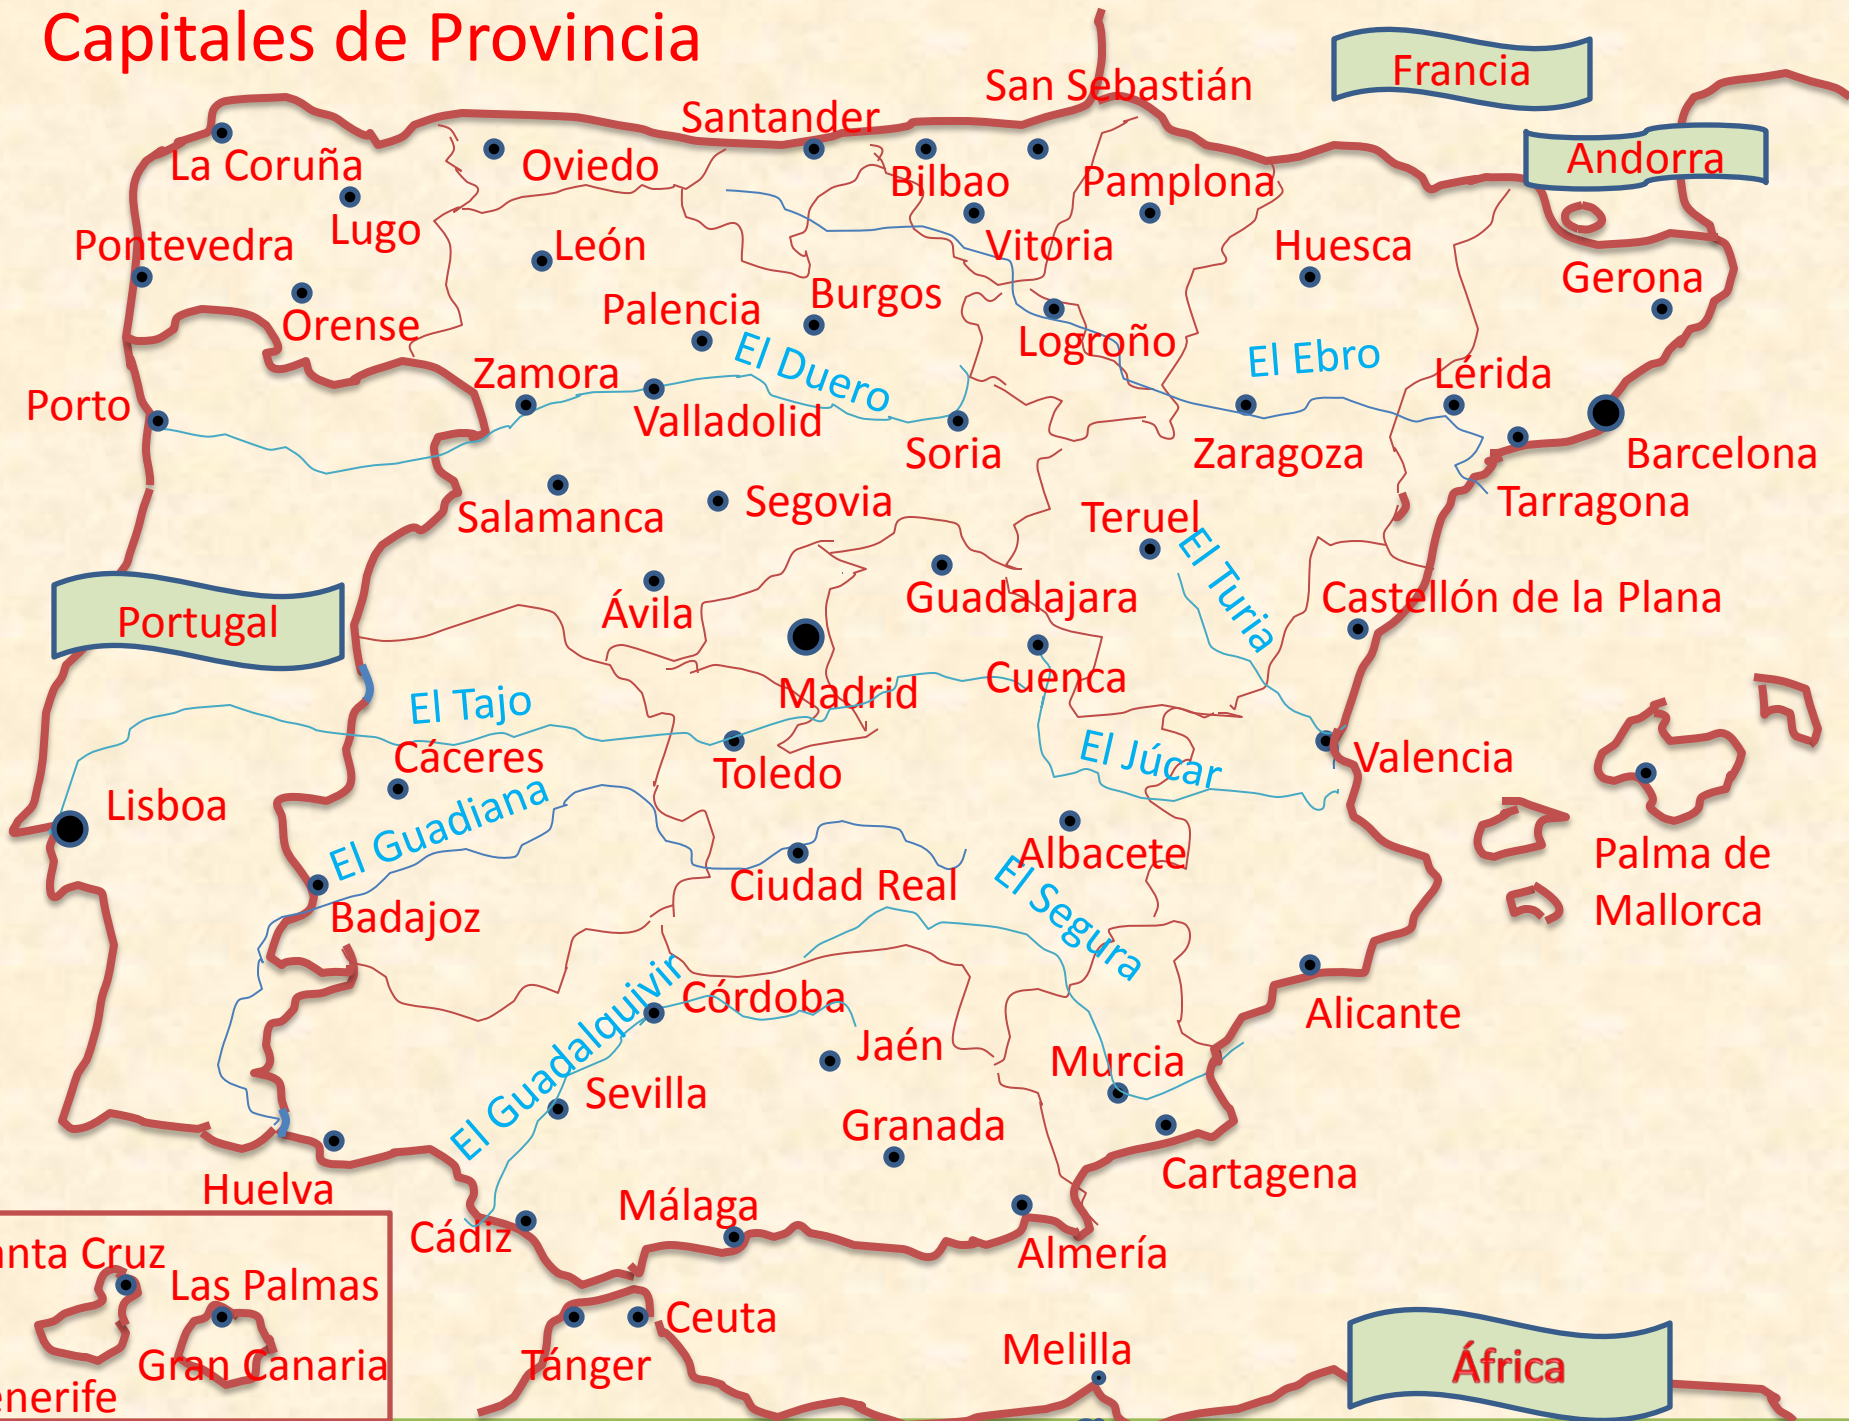 Capitales de Provincia
Francia
San Sebastián
Santander
Andorra
La Coruña
Oviedo
Bilbao
Pamplona
Lugo
Pontevedra
León
Vitoria
Huesca
Gerona
Burgos
Palencia
Orense
Logroño
El Duero
El Ebro
Zamora
Lérida
Porto
Valladolid
Soria
Zaragoza
Barcelona
Salamanca
Segovia
Teruel
Tarragona
El Turia
Portugal
Ávila
Guadalajara
Castellón de la Plana
Madrid
Cuenca
El Tajo
Cáceres
Toledo
El Júcar
Valencia
Lisboa
El Guadiana
Albacete
Palma de
Mallorca
Ciudad Real
El Segura
Badajoz
Córdoba
El Guadalquivir
Alicante
Jaén
Murcia
Sevilla
Granada
Cartagena
Huelva
Málaga
Cádiz
Almería
anta Cruz
Las Palmas
Ceuta
Gran Canaria
enerife
Tánger
Melilla
África